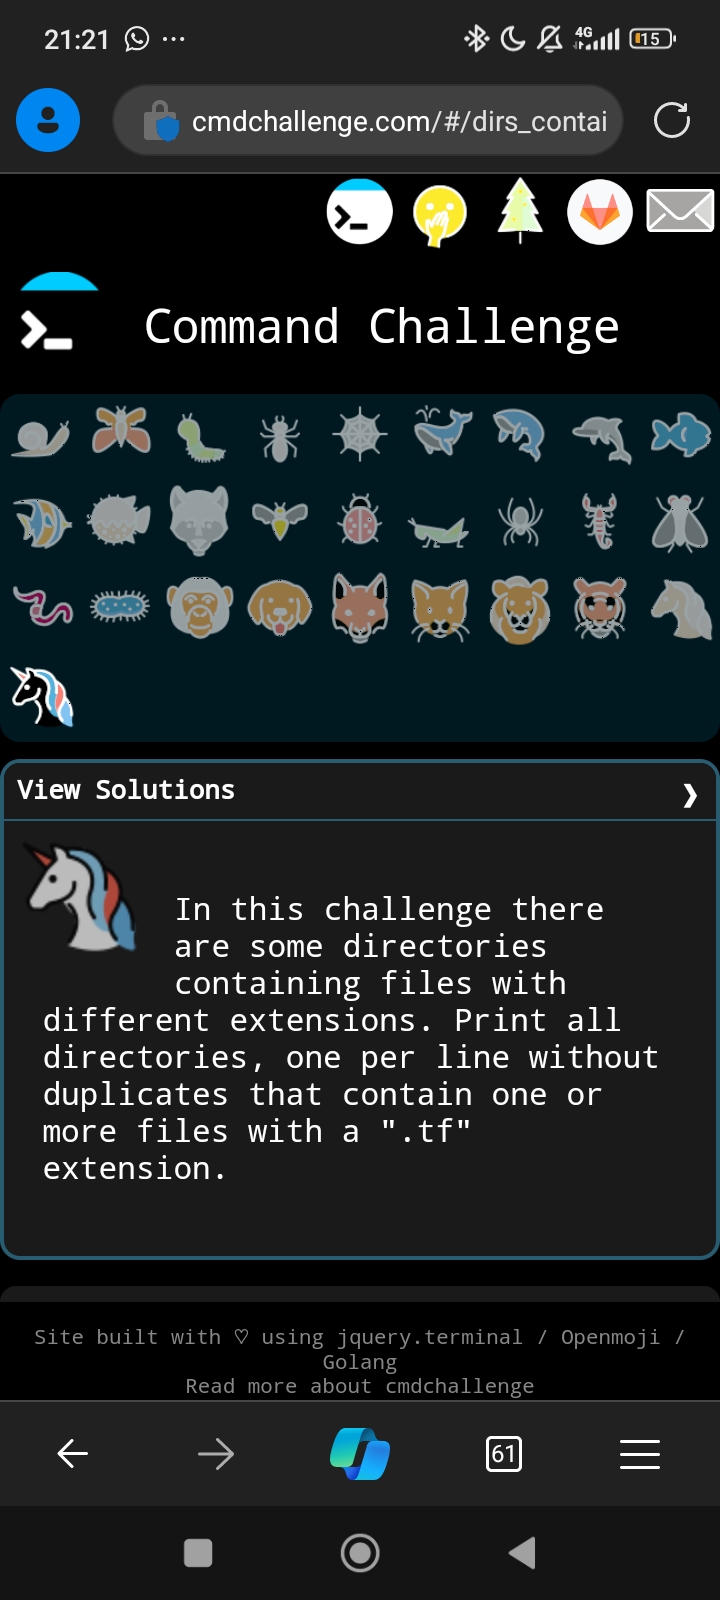 21:21
4G
15
cmdchallenge.com/#/dirs_contai
Command Challenge
View Solutions
In this challenge there
are some directories
containing files with
different extensions. Print all
directories, one per line without
duplicates that contain one or
more files with a ".tf"
extension.
Site built with ♡ using jquery.terminal / Openmoji /
Golang
Read more about cmdchallenge
61